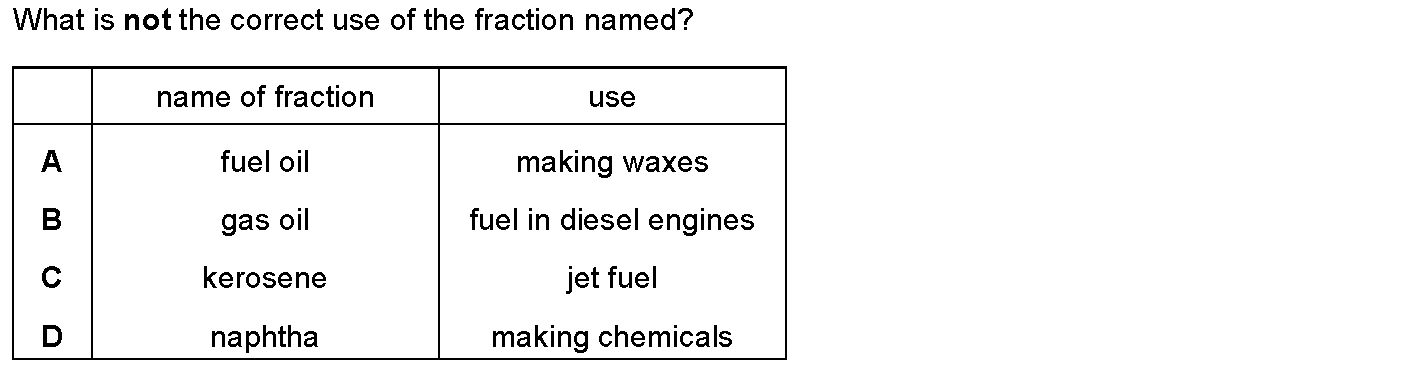 What is not the correct use of the fraction named?
name of fraction use
A fuel oil making waxes
B gas oil fuel in diesel engines
C kerosene jet fuel
D naphtha making chemicals